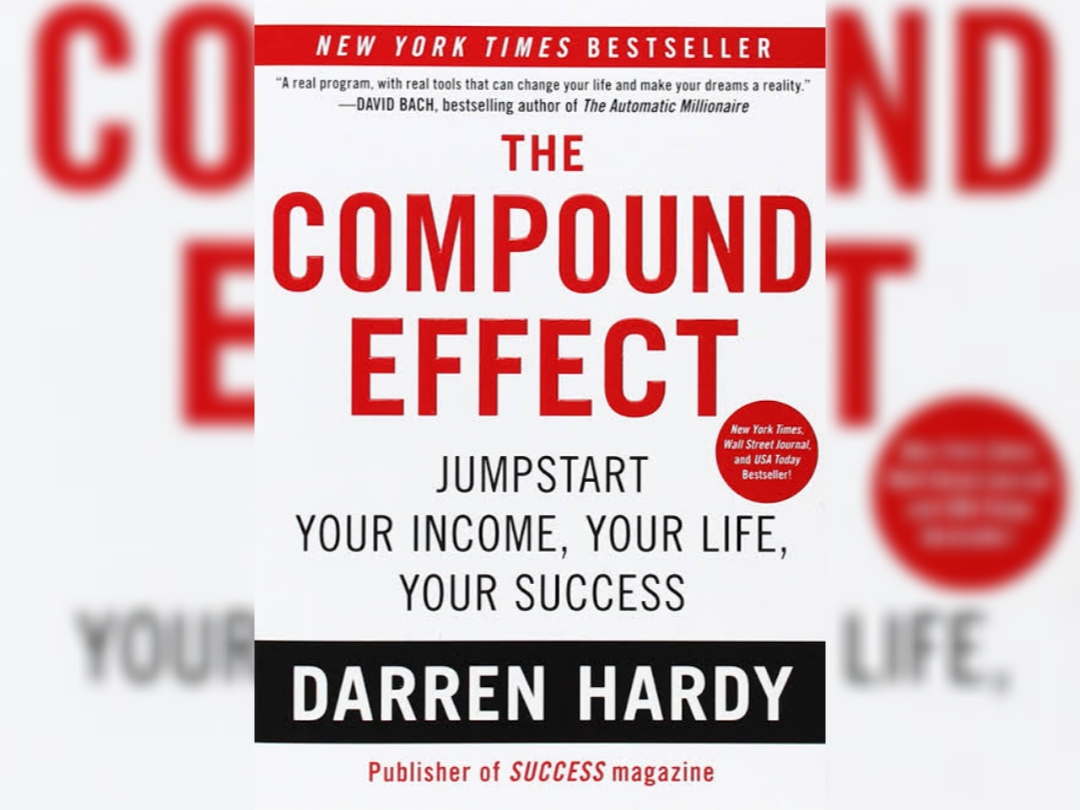 NEW YORK TIMES BESTSELLER
“A real program, with real tools that can change your life and make your dreams a reality.”
—DAVID BACH, bestselling author of The Automatic Millionaire
THE
COMPOUND
EFFECT
New York Times,
Wall Street Journal,
and USA Today
Bestseller!
JUMPSTART
YOUR INCOME, YOUR LIFE,
YOUR SUCCESS
DARREN HARDY
Publisher of SUCCESS magazine